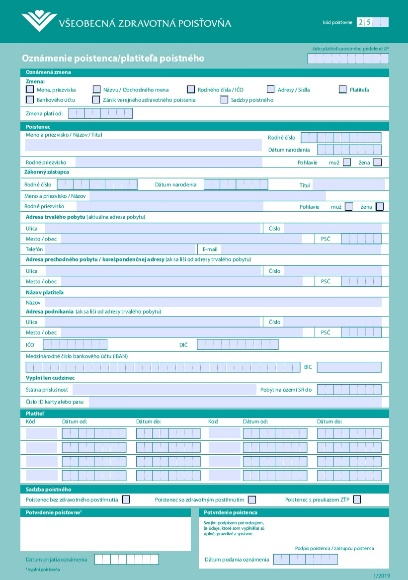 VŠEOBECNÁ ZDRAVOTNÁ POISŤOVŇA
Kód poisťovne 2 5
Oznámenie poistenca/platiteľa poistného
Oznámená zmena
Zmena:
Mena, priezviska Názvu / Obchodného mena Rodného čísla / IČO Adresy / Sídla Platiteľa
Bankového účtu Zánik verejného zdravotného poistenia Sadzby poistného
Zmena platí od:
Poistenec
Meno a priezvisko / Názov / Titul Rodné číslo
Dátum narodenia
Rodné priezvisko Pohlavie muž žena
Zákonný zástupca
Rodné číslo Dátum narodenia Titul
Meno a priezvisko / Názov
Rodné priezvisko Pohlavie muž žena
Adresa trvalého pobytu (aktuálna adresa pobytu)
Ulica Číslo
Mesto / obec PSČ
Telefón E-mail
Adresa prechodného pobytu / korešpondenčnej adresy (ak sa líši od adresy trvalého pobytu)
Ulica Číslo
Mesto / obec PSČ
Názov platiteľa
Názov
Adresa podnikania (ak sa líši od adresy trvalého pobytu)
Ulica Číslo
Mesto / obec PSČ
IČO DIČ
Medzinárodné číslo bankového účtu (IBAN)
BIC
Vyplní len cudzinec
Štátna príslušnosť Pobyt na území SR do
Číslo ID karty alebo pasu
Platiteľ
Kód Dátum od: Dátum do: Kód Dátum od: Dátum do:
Sadzba poistného
Poistenec bez zdravotného postihnutia Poistenec so zdravotným postihnutím Poistenec s preukazom ZŤP
Potvrdenie poisťovne¹ Potvrdenie poistenca
Svojím podpisom potvrdzujem,
že údaje, ktoré som vyplnil/a sú
úplné, pravdivé a správne.
Podpis poistenca / zástupcu poistenca
Dátum prijatia oznámenia Dátum podania oznámenia
¹ Vyplní poisťovňa
1/2019